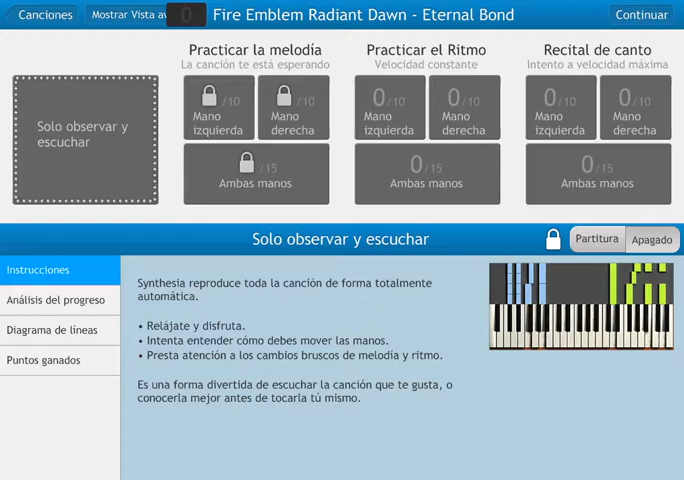 Canciones
Mostrar Vista
0
Fire Emblem Radiant Dawn - Eternal Bond
Continuar
Practicar la melodía
La canción te está esperando
Practicar el Ritmo
Velocidad constante
Recital de canto
Intento a velocidad máxima
Solo observar y
escuchar
/10
Mano
izquierda
/10
Mano
derecha
/15
Ambas manos
0/10
Mano
izquierda
0/10
Mano
derecha
0/15
Ambas manos
0/10
Mano
izquierda
0/10
Mano
derecha
0/15
Ambas manos
Solo observar y escuchar
Partitura
Apagado
Instrucciones
Análisis del progreso
Diagrama de líneas
Puntos ganados
Synthesia reproduce toda la canción de forma totalmente
automática.
• Relájate y disfruta.
• Intenta entender cómo debes mover las manos.
• Presta atención a los cambios bruscos de melodía y ritmo.
Es una forma divertida de escuchar la canción que te gusta, o
conocerla mejor antes de tocarla tú mismo.